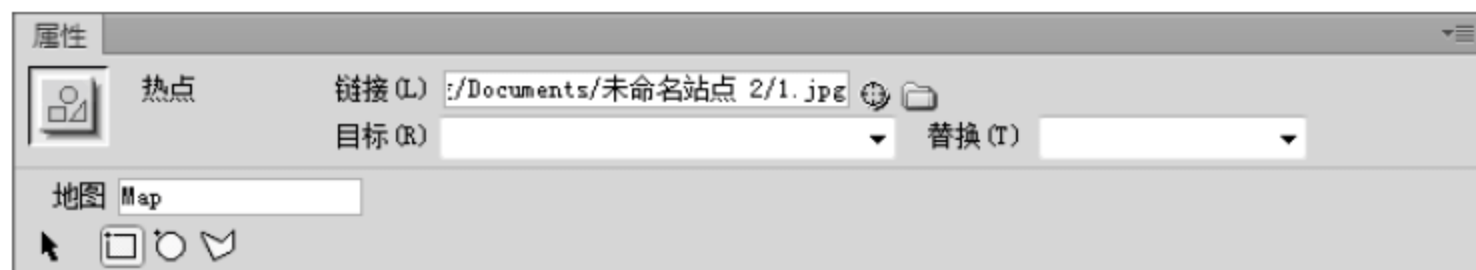 属性
热点 链接(L) :/Documents/未命名站点 2/1.jpg
目标(R) 替换(T)
地图 Map